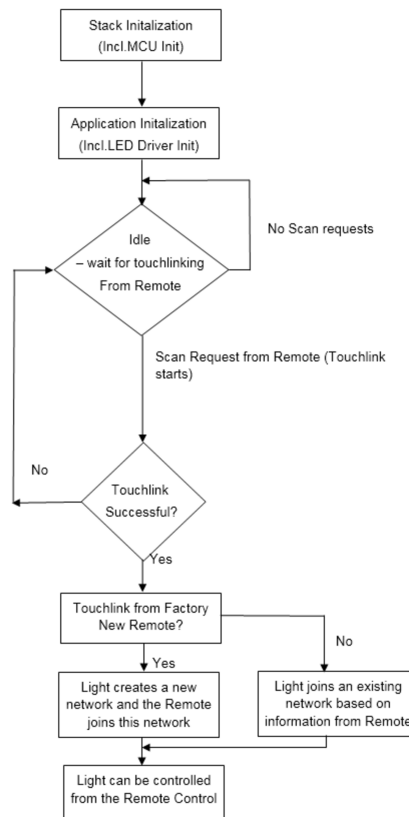 Stack Initalization
(Incl.MCU Init)
Application Initalization
(Incl.LED Driver Init)
Idle
– wait for touchlinking
From Remote
No Scan requests
Scan Request from Remote (Touchlink
starts)
No
Touchlink
Successful?
Yes
Touchlink from Factory
New Remote?
No
Yes
Light creates a new
network and the Remote
joins this network
Light joins an existing
network based on
information from Remote
Light can be controlled
from the Remote Control